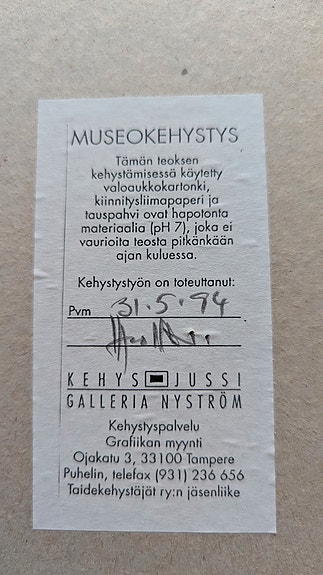 MUSEOKEHYSTYS
Tämän teoksen
kehystämisessä käytetty
valoaukkokartonki,
kiinnitysliimapaperi ja
tauspahvi ovat hapotonta
materiaalia (pH 7), joka ei
vaurioita teosta pitkänkään
ajan kuluessa.
Kehystystyön on toteuttanut:
Pvm 31.5.94
KEHYS JUSSI
GALLERIA NYSTRÖM
Kehystyspalvelu
Grafiikan myynti
Ojakatu 3, 33100 Tampere
Puhelin, telefax (931) 236 656
Taidekehystäjät ry:n jäsenliike